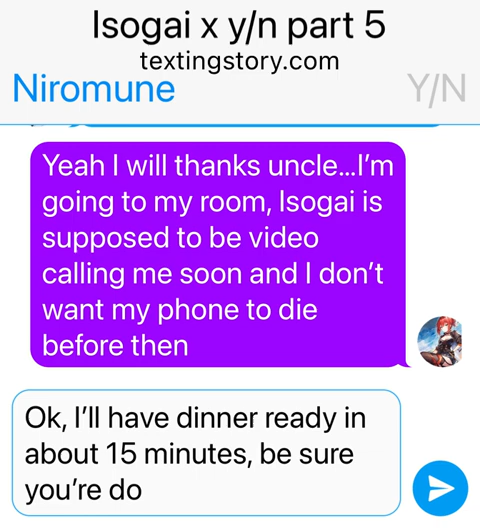 Isogai x y/n part 5
textingstory.com
Niromune Y/N
Yeah I will thanks uncle...I'm
going to my room, Isogai is
supposed to be video
calling me soon and I don't
want my phone to die
before then
Ok, I'll have dinner ready in
about 15 minutes, be sure
you're do